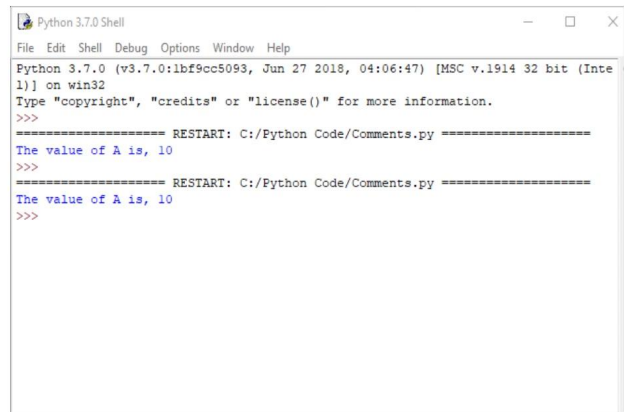 Python 3.7.0 Shell
File Edit Shell Debug Options Window Help
Python 3.7.0 (v3.7.0:1bf9cc5093, Jun 27 2018, 04:06:47) [MSC v.1914 32 bit (Inte
l)] on win32
Type "copyright", "credits" or "license()" for more information.
>>>
==================== RESTART: C:/Python Code/Comments.py ====================
The value of A is, 10
>>>
==================== RESTART: C:/Python Code/Comments.py ====================
The value of A is, 10
>>>